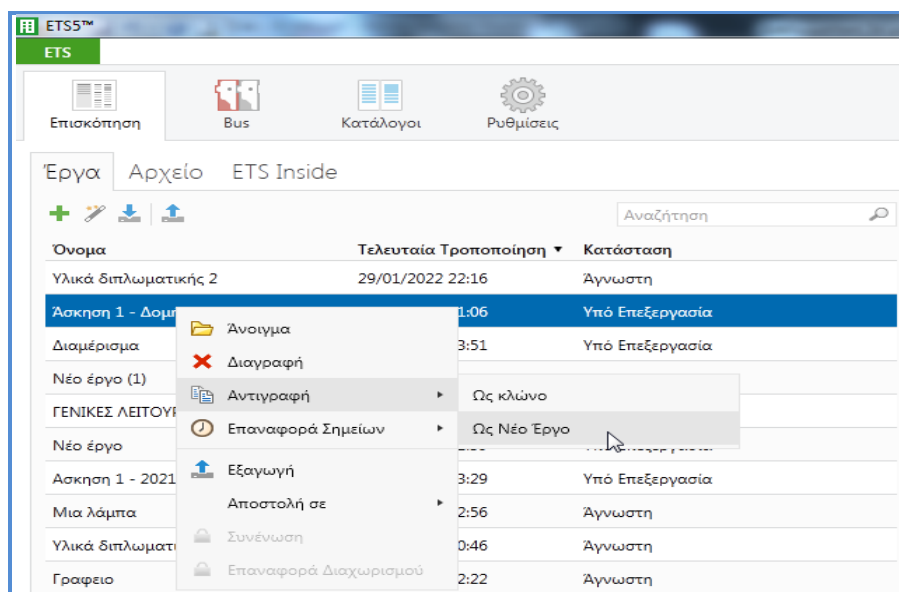 ETS5™
ETS
Επισκόπηση Bus Κατάλογοι Ρυθμίσεις
Έργα Αρχείο ETS Inside
Αναζήτηση
Όνομα Τελευταία Τροποποίηση Κατάσταση
Υλικά διπλωματικής 2 29/01/2022 22:16 Άγνωστη
Άσκηση 1 - Δομη 1:06 Υπό Επεξεργασία
Άνοιγμα
Διαμέρισμα 3:51 Υπό Επεξεργασία
Διαγραφή
Νέο έργο (1)
Αντιγραφή Ως κλώνο
ΓΕΝΙΚΕΣ ΛΕΙΤΟΥΡ
Επαναφορά Σημείων Ως Νέο Έργο
Νέο έργο
Εξαγωγή
Ασκηση 1 - 2021 3:29 Υπό Επεξεργασία
Αποστολή σε
Μια λάμπα 2:56 Άγνωστη
Συνένωση
Υλικά διπλωματι 0:46 Άγνωστη
Επαναφορά Διαχωρισμού
Γραφειο 2:22 Άγνωστη